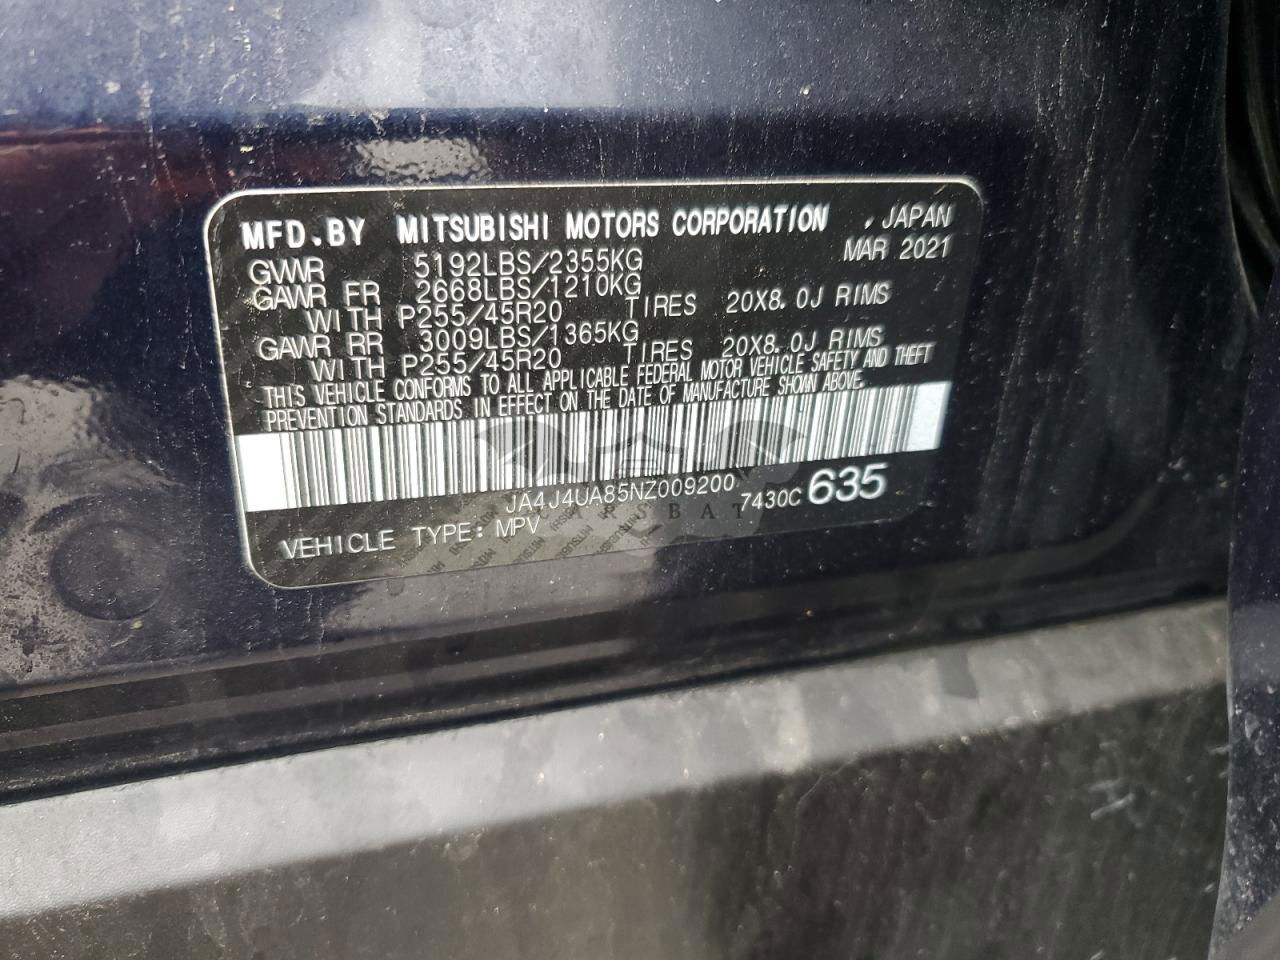 MFD.BY MITSUBISHI MOTORS CORPORATION , JAPAN
GVWR 5192LBS/2355KG MAR 2021
GAWR FR 2668LBS/1210KG
WITH P255/45R20 TIRES 20X8.0J RIMS
GAWR RR 3009LBS/1365KG
WITH P255/45R20 TIRES 20X8.0J RIMS
THIS VEHICLE CONFORMS TO ALL APPLICABLE FEDERAL MOTOR VEHICLE SAFETY AND THEFT
PREVENTION STANDARDS IN EFFECT ON THE DATE OF MANUFACTURE SHOWN ABOVE.
JA4J4UA85NZ009200 7430C 635
VEHICLE TYPE: MPV